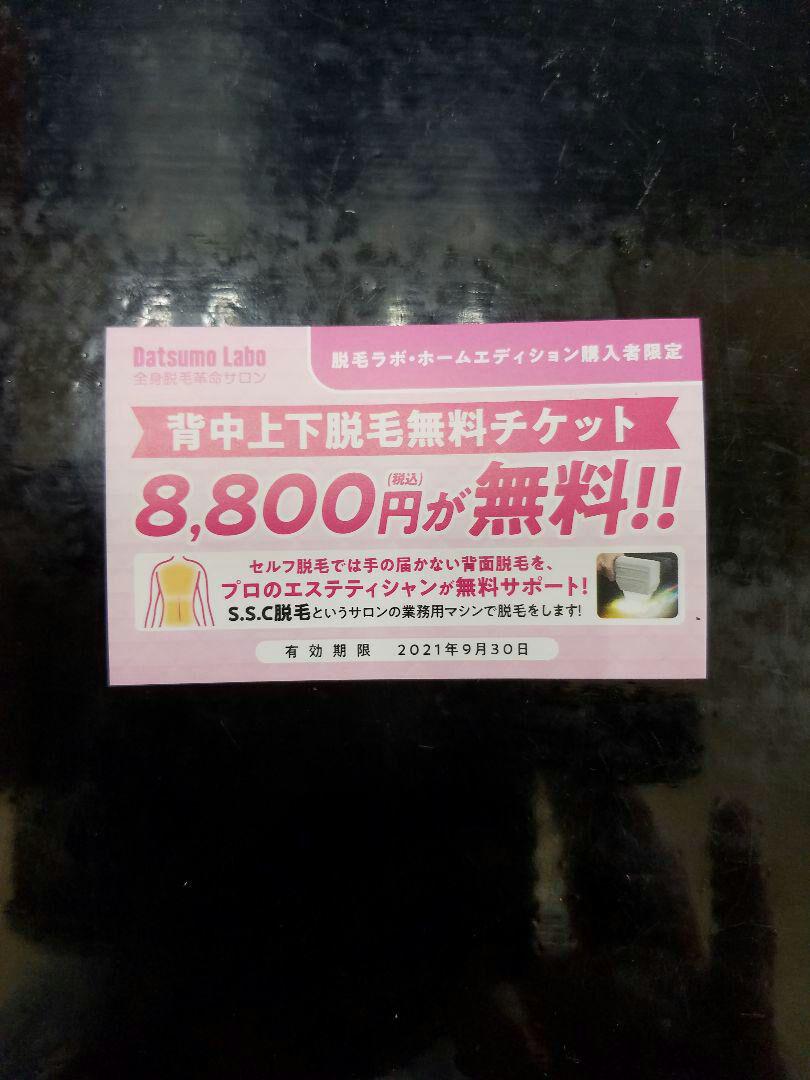 Datsumo Labo
全身脱毛革命サロン
脱毛ラボ・ホームエディション購入者限定
背中上下脱毛無料チケット
8,800円(税込)が無料!!
セルフ脱毛では手の届かない背面脱毛を、
プロのエステティシャンが無料サポート!
S.S.C脱毛というサロンの業務用マシンで脱毛をします!
有効期限 2021年9月30日